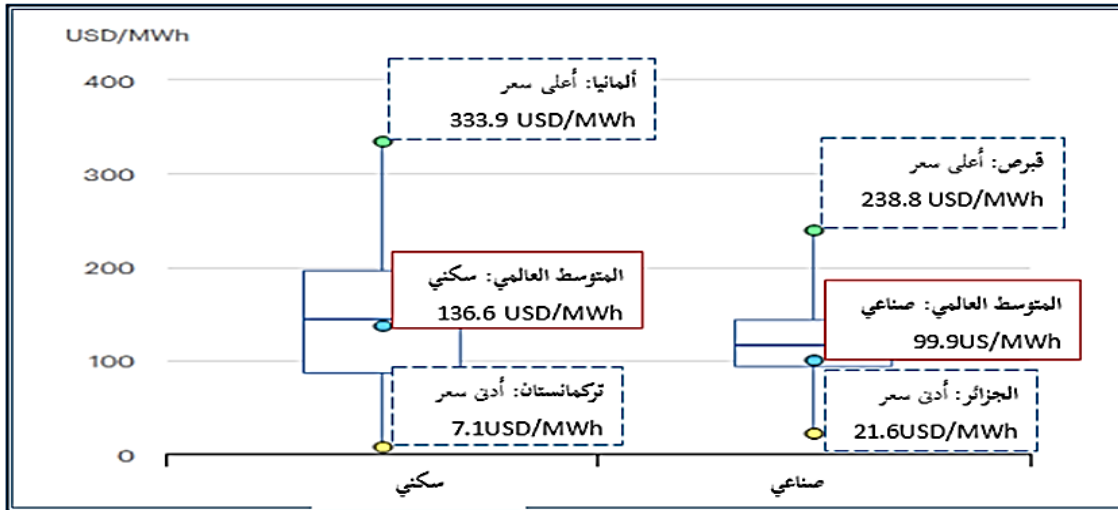 USD/MWh
400
300
200
100
0
ألمانيا: أعلى سعر
333.9 USD/MWh
المتوسط العالمي: سكني
136.6 USD/MWh
تركمانستان: أدنى سعر
7.1USD/MWh
قبرص: أعلى سعر
238.8 USD/MWh
المتوسط العالمي: صناعي
99.9US/MWh
الجزائر: أدنى سعر
21.6USD/MWh
سكني
صناعي